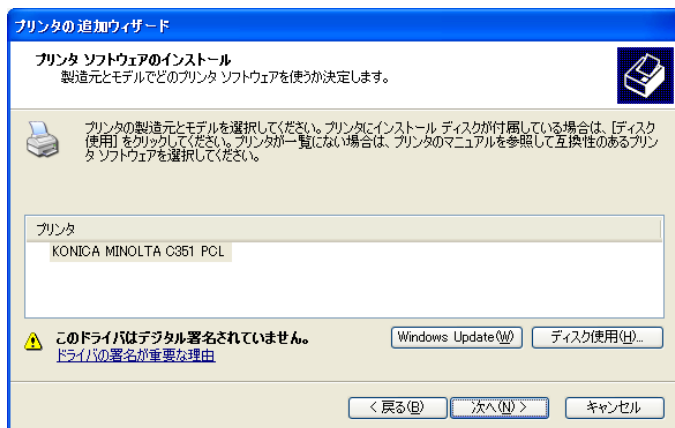 プリンタの追加ウィザード
プリンタ ソフトウェアのインストール
製造元とモデルでどのプリンタ ソフトウェアを使うか決定します。
プリンタの製造元とモデルを選択してください。プリンタにインストール ディスクが付属している場合は、[ディスク
使用] をクリックしてください。プリンタが一覧にない場合は、プリンタのマニュアルを参照して互換性のあるプリン
タ ソフトウェアを選択してください。
プリンタ
KONICA MINOLTA C351 PCL
このドライバはデジタル署名されていません。
ドライバの署名が重要な理由
Windows Update(W)
ディスク使用(H)...
< 戻る(B)
次へ(N) >
キャンセル